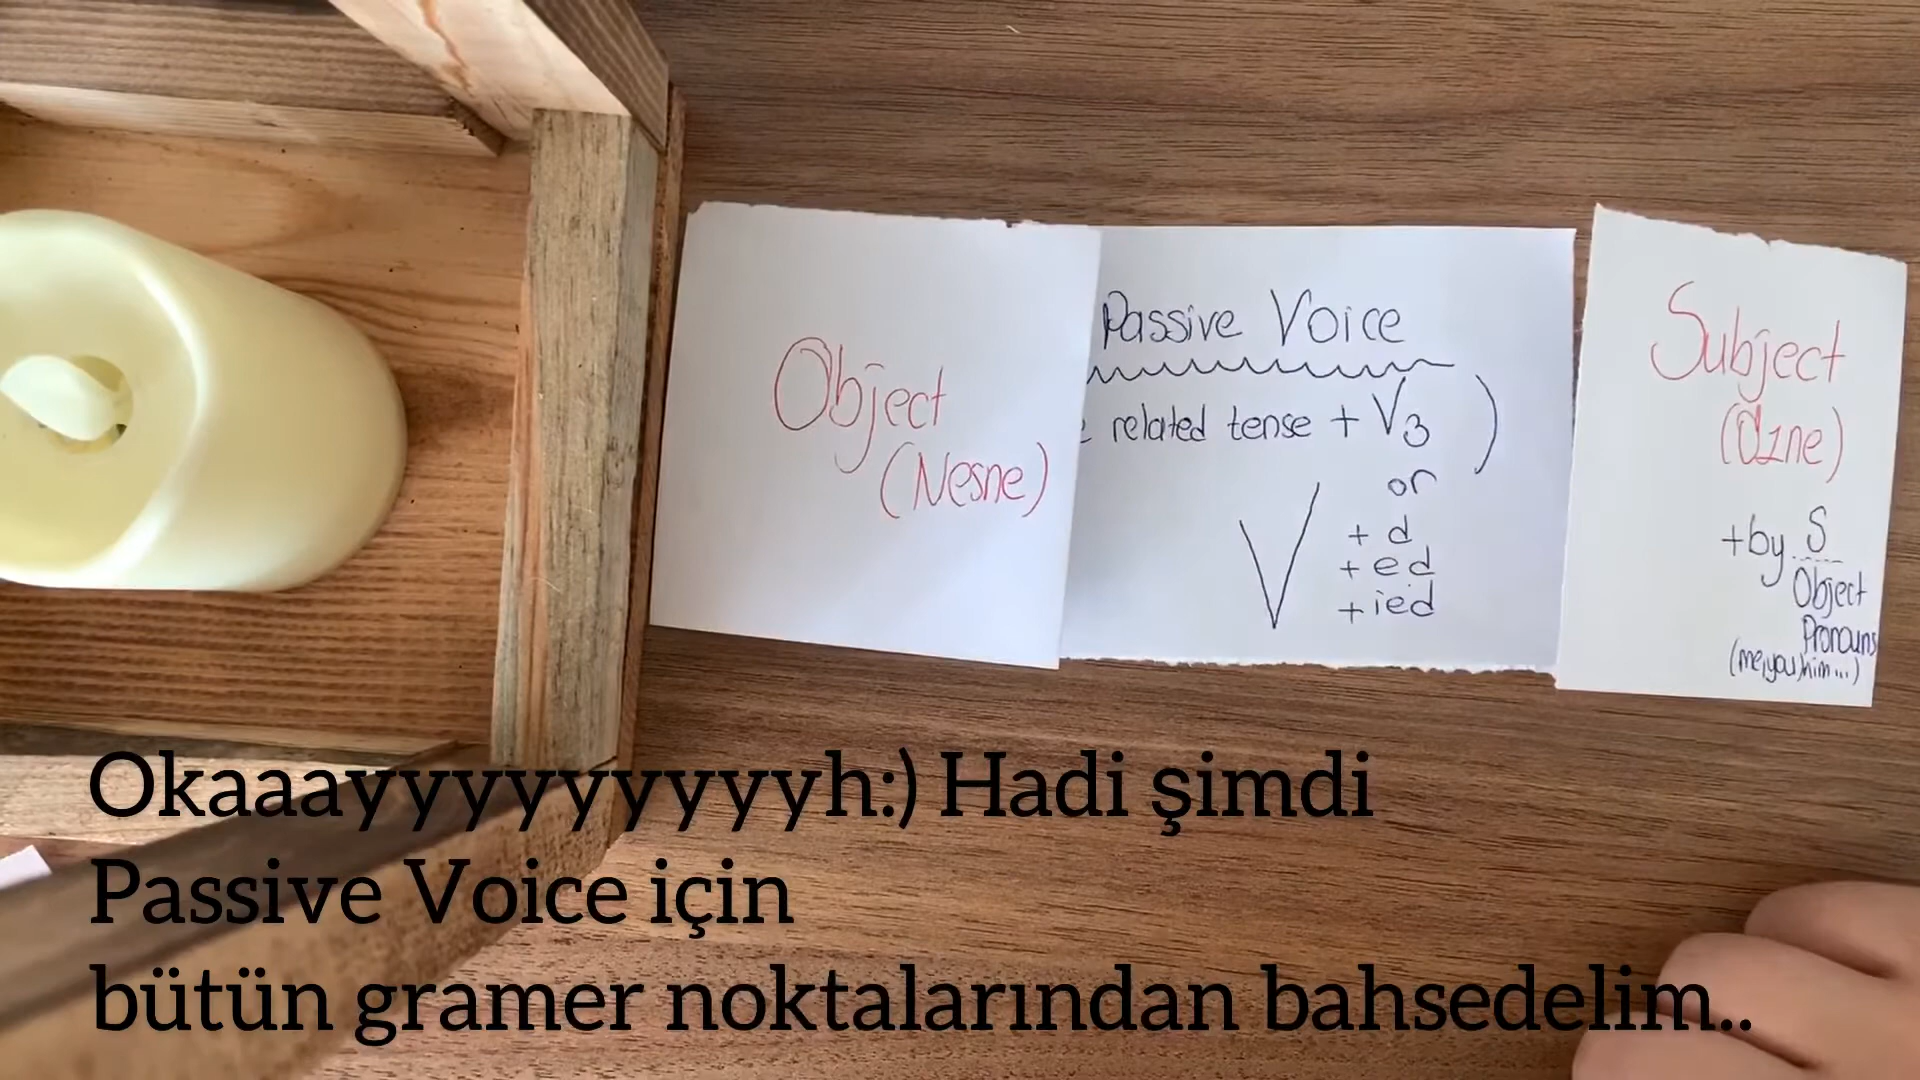 Object
(Nesne)
Passive Voice
related tense + V3 )
or
V + d
+ ed
+ ied
Subject
(Özne)
+by S
Object
Pronouns
(me,you,him...)
Okaaayyyyyyyyyyh:) Hadi şimdi
Passive Voice için
bütün gramer noktalarından bahsedelim..